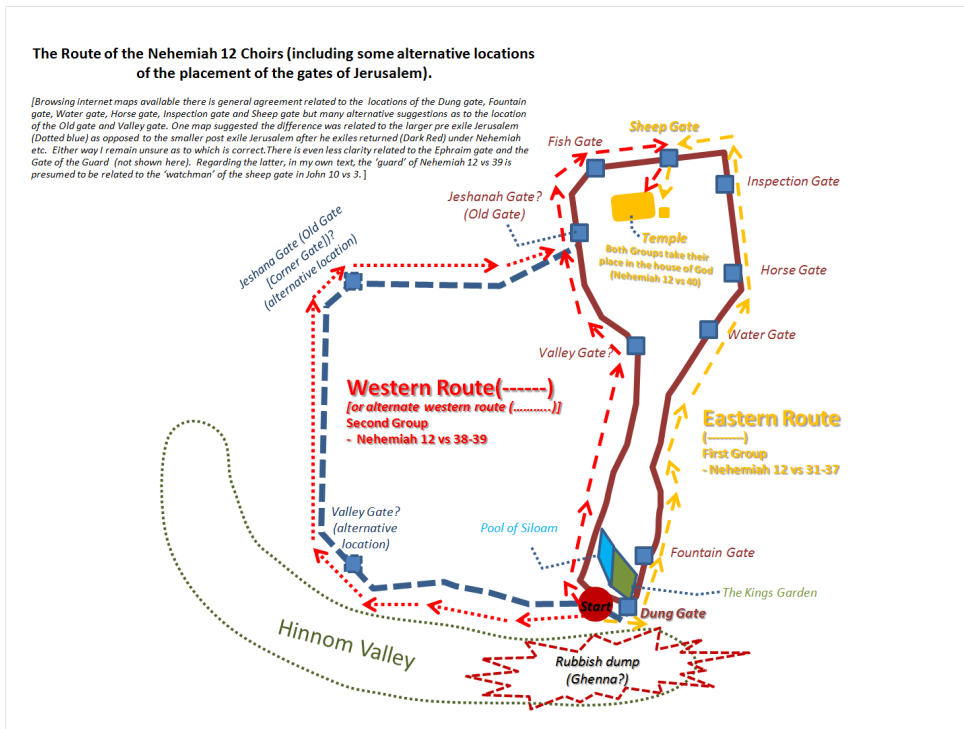 The Route of the Nehemiah 12 Choirs (including some alternative locations
of the placement of the gates of Jerusalem).
[Browsing internet maps available there is general agreement related to the locations of the Dung gate, Fountain
gate, Water gate, Horse gate, Inspection gate and Sheep gate but many alternative suggestions as to the location
of the Old gate and Valley gate. One map suggested the difference was related to the larger pre exile Jerusalem
(Dotted blue) as opposed to the smaller post exile Jerusalem (Dark Red) after he exiles returned (Dark Red) under Nehemiah
etc. Either way I remain unsure as to which is correct.There is even less clarity related to the Ephraim gate and the
Gate of the Guard (not shown here). Regarding the latter, in my own text, the 'guard' of Nehemiah 12 vs 39 is
presumed to be related to the 'watchman' of the sheep gate in John 10 vs 3. ]
Sheep Gate
Fish Gate
Inspection Gate
Jeshanah Gate?
(Old Gate)
Jeshana Gate (Old Gate
[Corner Gate])?
(alternative location)
Temple
Both Groups take their
place in the house of God
(Nehemiah 12 vs 40)
Horse Gate
Water Gate
Valley Gate?
Western Route(------)
[or alternate western route (..........)]
Second Group
- Nehemiah 12 vs 38-39
Eastern Route
(---------)
First Group
- Nehemiah 12 vs 31-37
Valley Gate?
(alternative
location)
Pool of Siloam
Fountain Gate
The Kings Garden
Start
Dung Gate
Hinnom Valley
Rubbish dump
(Ghenna?)